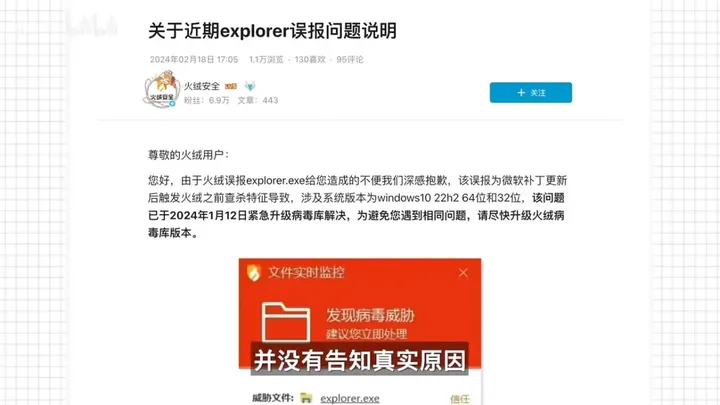 关于近期explorer误报问题说明
2024年02月18日 17:05 1.1万浏览 · 130喜欢 · 95评论
火绒安全 LV5
粉丝：6.9万 文章：443
+ 关注
尊敬的火绒用户：
您好，由于火绒误报explorer.exe给您造成的不便我们深感抱歉，该误报为微软补丁更新
后触发火绒之前查杀特征导致，涉及系统版本为windows10 22h2 64位和32位，该问题
已于2024年1月12日紧急升级病毒库解决，为避免您遇到相同问题，请尽快升级火绒病
毒库版本。
文件实时监控
发现病毒威胁
建议您立即处理
并没有告知真实原因
威胁文件： explorer.exe 信任